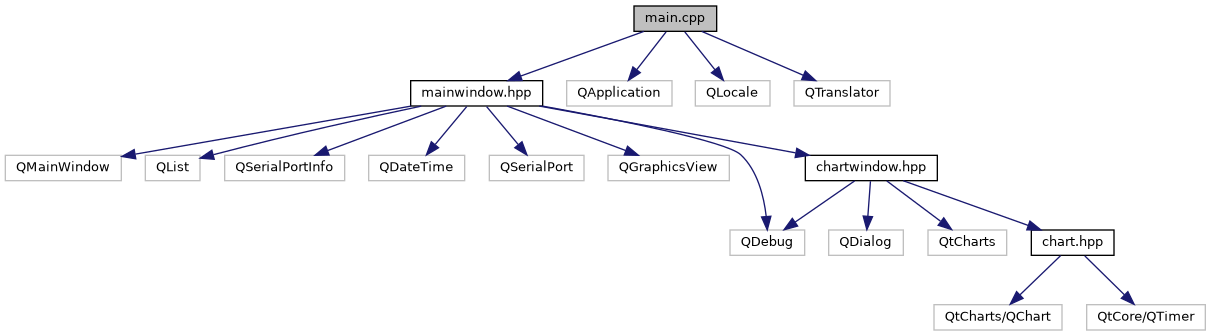 main.cpp
mainwindow.hpp
QApplication
QLocale
QTranslator
QMainWindow
QList
QSerialPortInfo
QDateTime
QSerialPort
QGraphicsView
chartwindow.hpp
QDebug
QDialog
QtCharts
chart.hpp
QtCharts/QChart
QtCore/QTimer